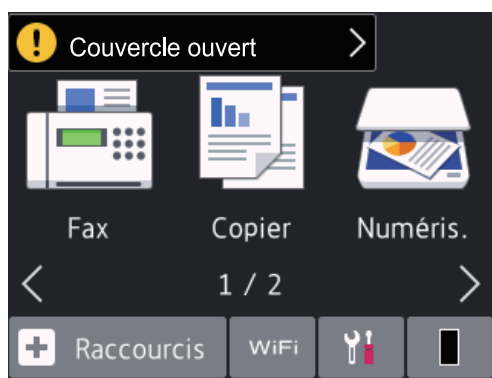 Couvercle ouvert
Fax
Copier
Numéris.
1 / 2
Raccourcis
WiFi